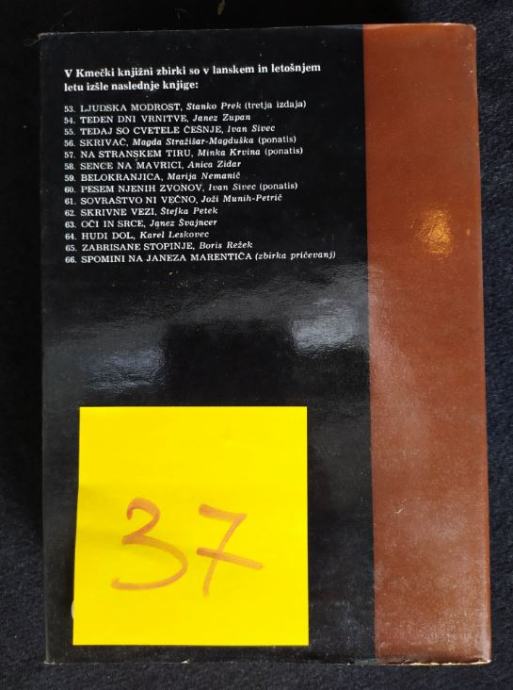 V Kmečki knjižni zbirki so v lanskem in letošnjem
letu izšle naslednje knjige:
53. LJUDSKA MODROST, Stanko Prek (tretja izdaja)
54. TEDEN DNI VRNITVE, Janez Zupan
55. TEDAJ SO CVETELE ČEŠNJE, Ivan Sivec
56. SKRIVAČ, Magda Stražišar-Magduška (ponatis)
57. NA STRANSKEM TIRU, Minka Krvina (ponatis)
58. SENCE NA MAVRICI, Anica Zidar
59. BELOKRANJICA, Marija Nemanič
60. PESEM NJENIH ZVONOV, Ivan Sivec (ponatis)
61. SOVRAŠTVO NI VEČNO, Joži Munih-Petrič
62. SKRIVNE VEZI, Štefka Petek
63. OČI IN SRCE, Janez Švajncer
64. HUDI DOL, Karel Leskovec
65. ZABRISANE STOPINJE, Boris Režek
66. SPOMINI NA JANEZA MARENTIČA (zbirka pričevanj)
37